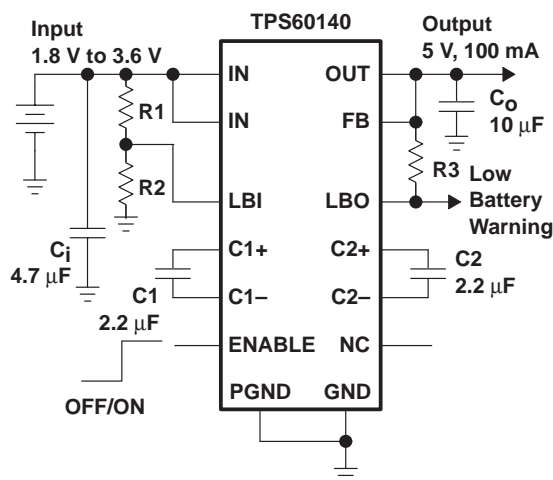 TPS60140
Input
1.8 V to 3.6 V
Output
5 V, 100 mA
IN
OUT
R1
IN
FB
Co
10 μF
R3
R2
LBI
LBO
Low
Battery
Warning
Ci
4.7 μF
C1+
C2+
C1
2.2 μF
C1–
C2–
C2
2.2 μF
ENABLE
NC
OFF/ON
PGND
GND